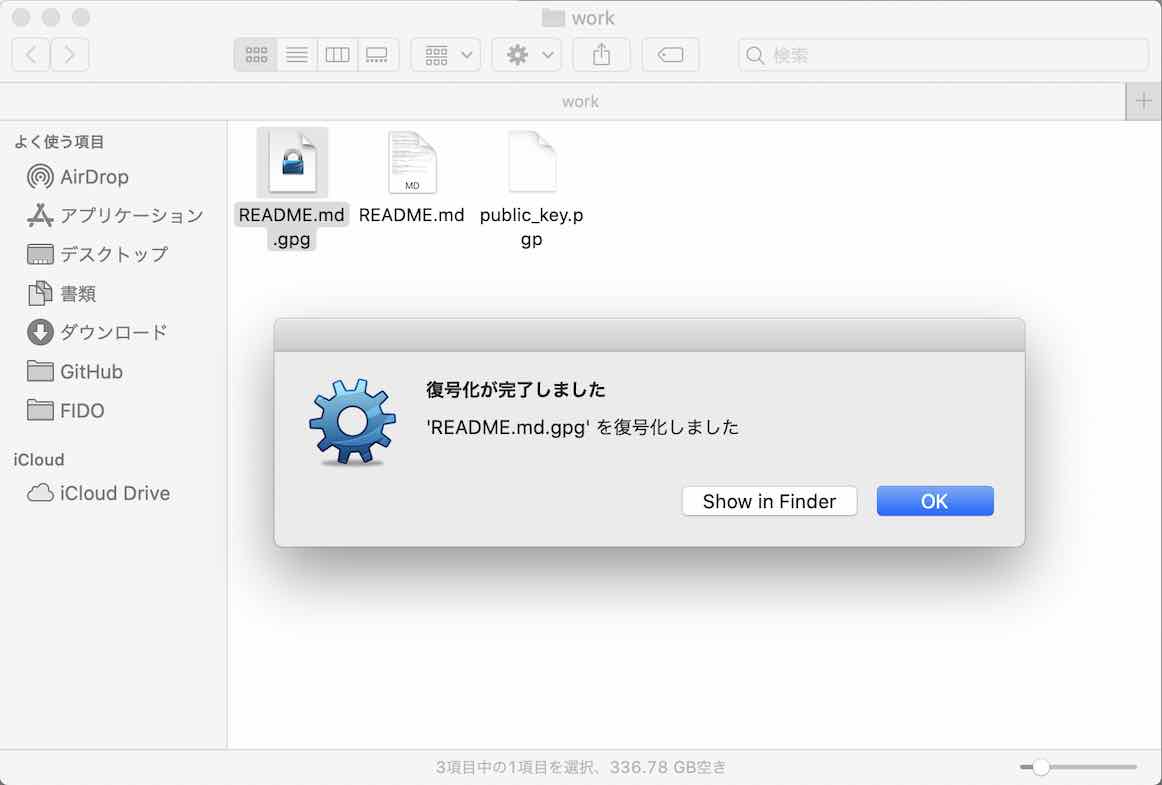 work
検索
work
よく使う項目
AirDrop
アプリケーション
デスクトップ
書類
ダウンロード
GitHub
FIDO
iCloud
iCloud Drive
README.md
.gpg
MD
README.md
public_key.p
gp
復号化が完了しました
'README.md.gpg' を復号化しました
Show in Finder
OK
3項目中の1項目を選択、336.78 GB空き